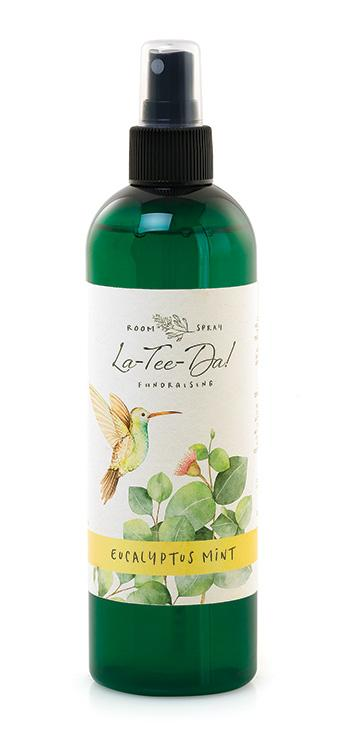 ROOM SPRAY
La-Tee-Da!
FUNDRAISING
EUCALYPTUS MINT